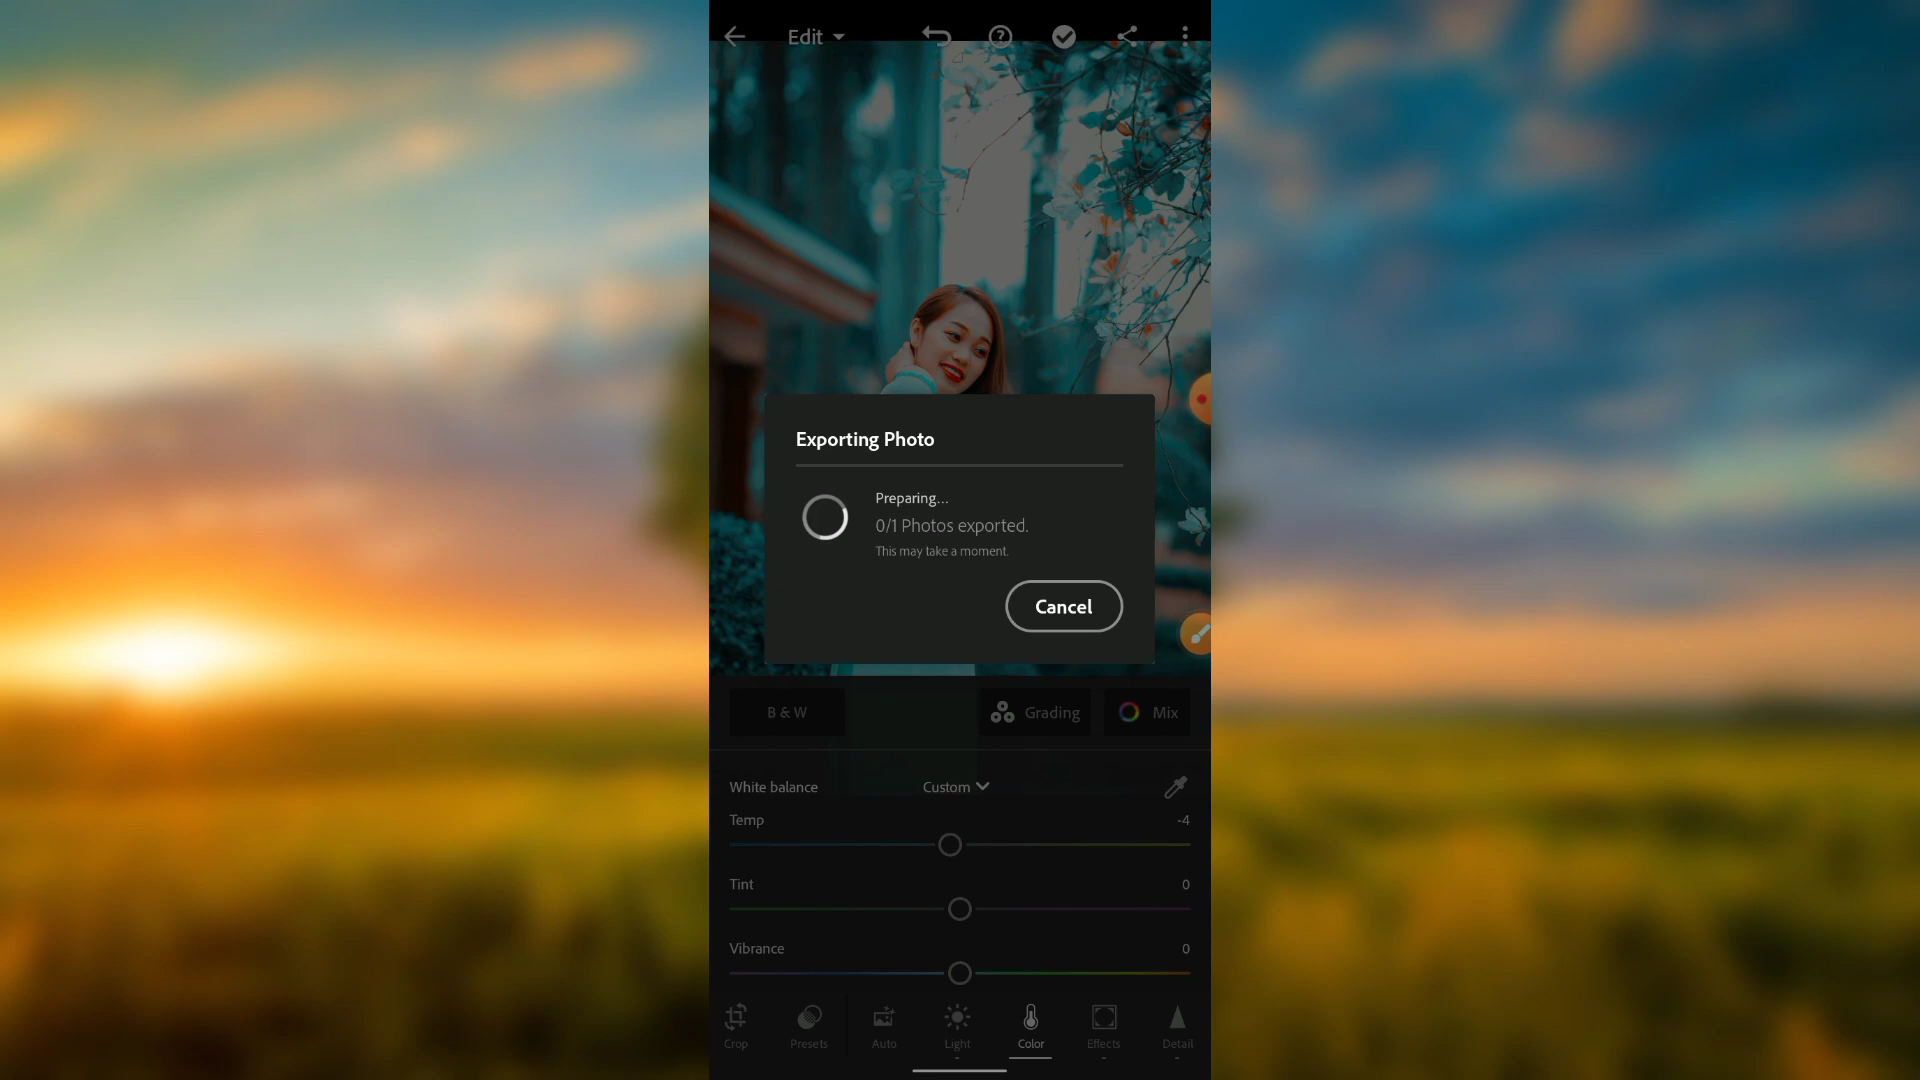 Edit
Exporting Photo
Preparing...
0/1 Photos exported.
This may take a moment.
Cancel
B & W
Grading
Mix
White balance
Custom
Temp
-4
Tint
0
Vibrance
0
Crop
Presets
Auto
Light
Color
Effects
Detail